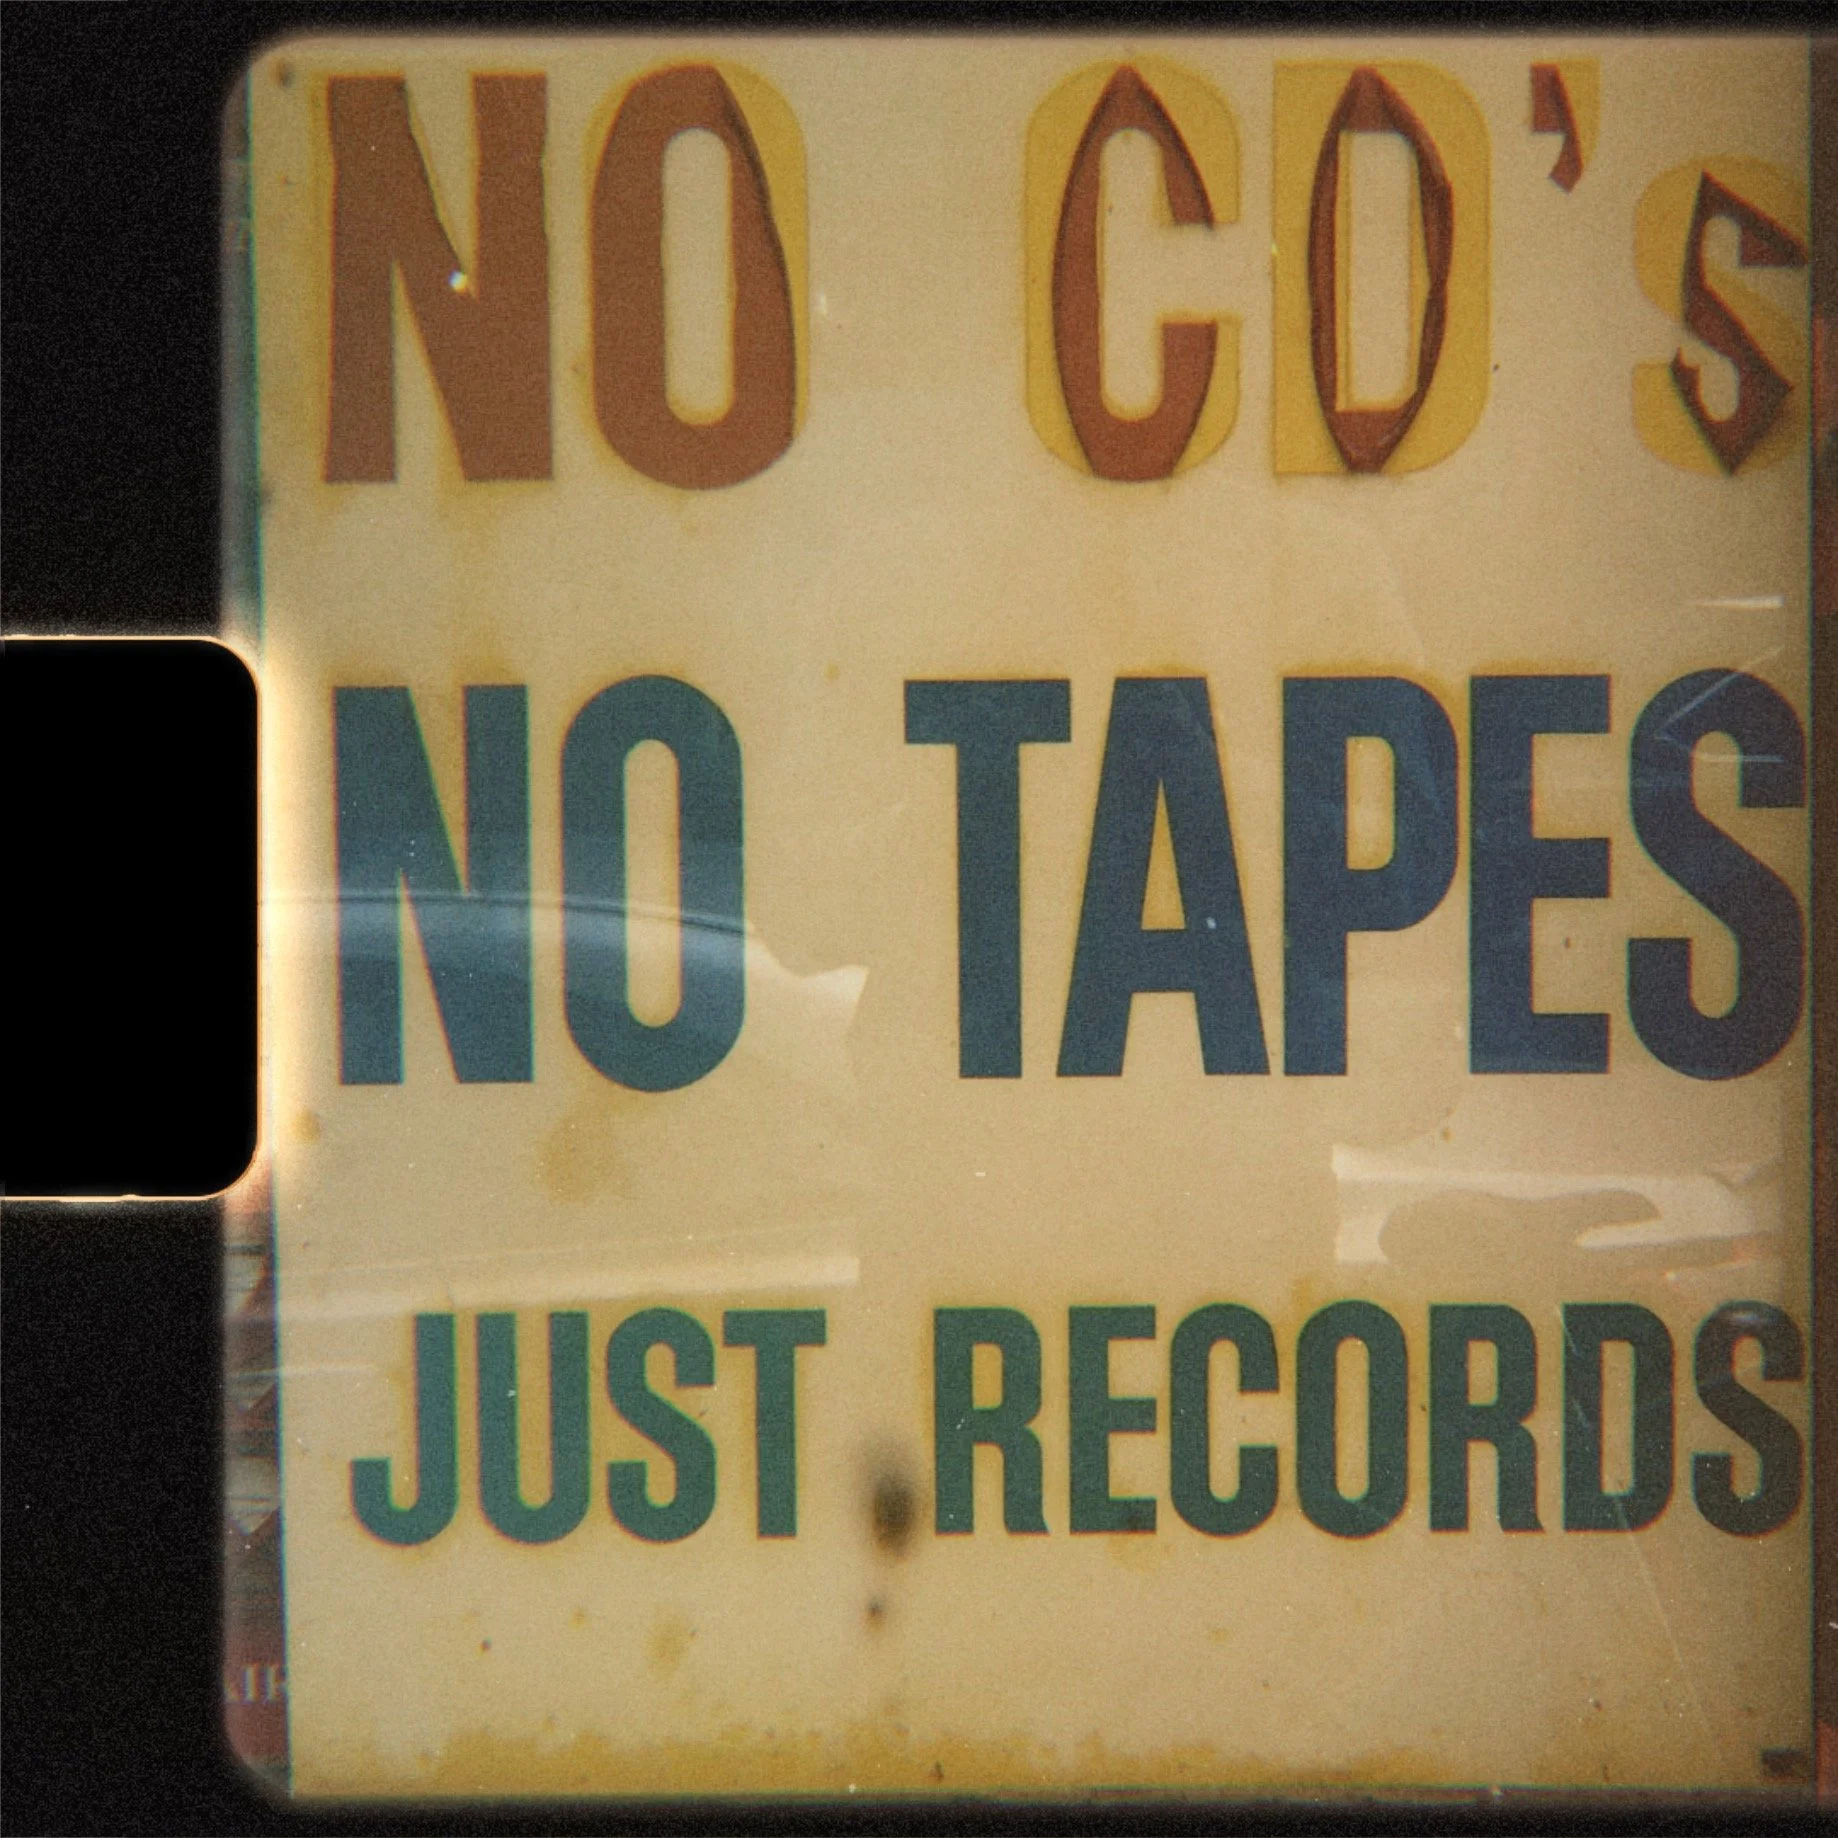 NO CD's
NO TAPES
JUST RECORDS